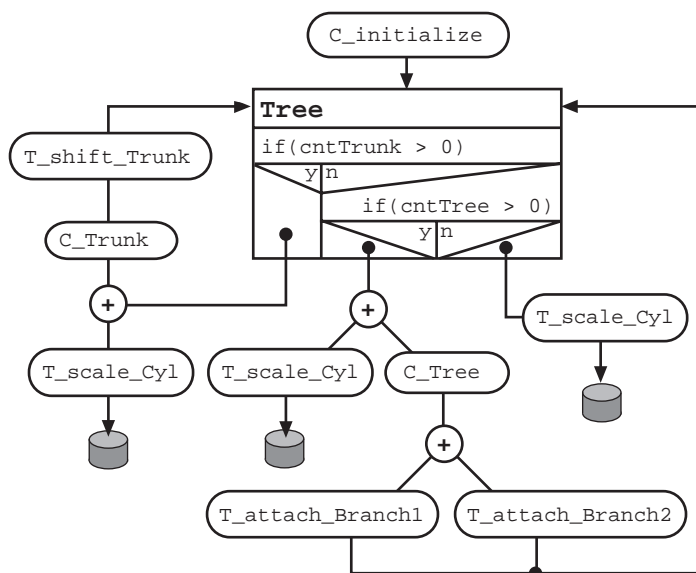 C_initialize
Tree
if(cntTrunk > 0)
y n
if(cntTree > 0)
y n
T_shift_Trunk
C_Trunk
+
T_scale_Cyl
+
T_scale_Cyl
C_Tree
T_scale_Cyl
+
T_attach_Branch1
T_attach_Branch2